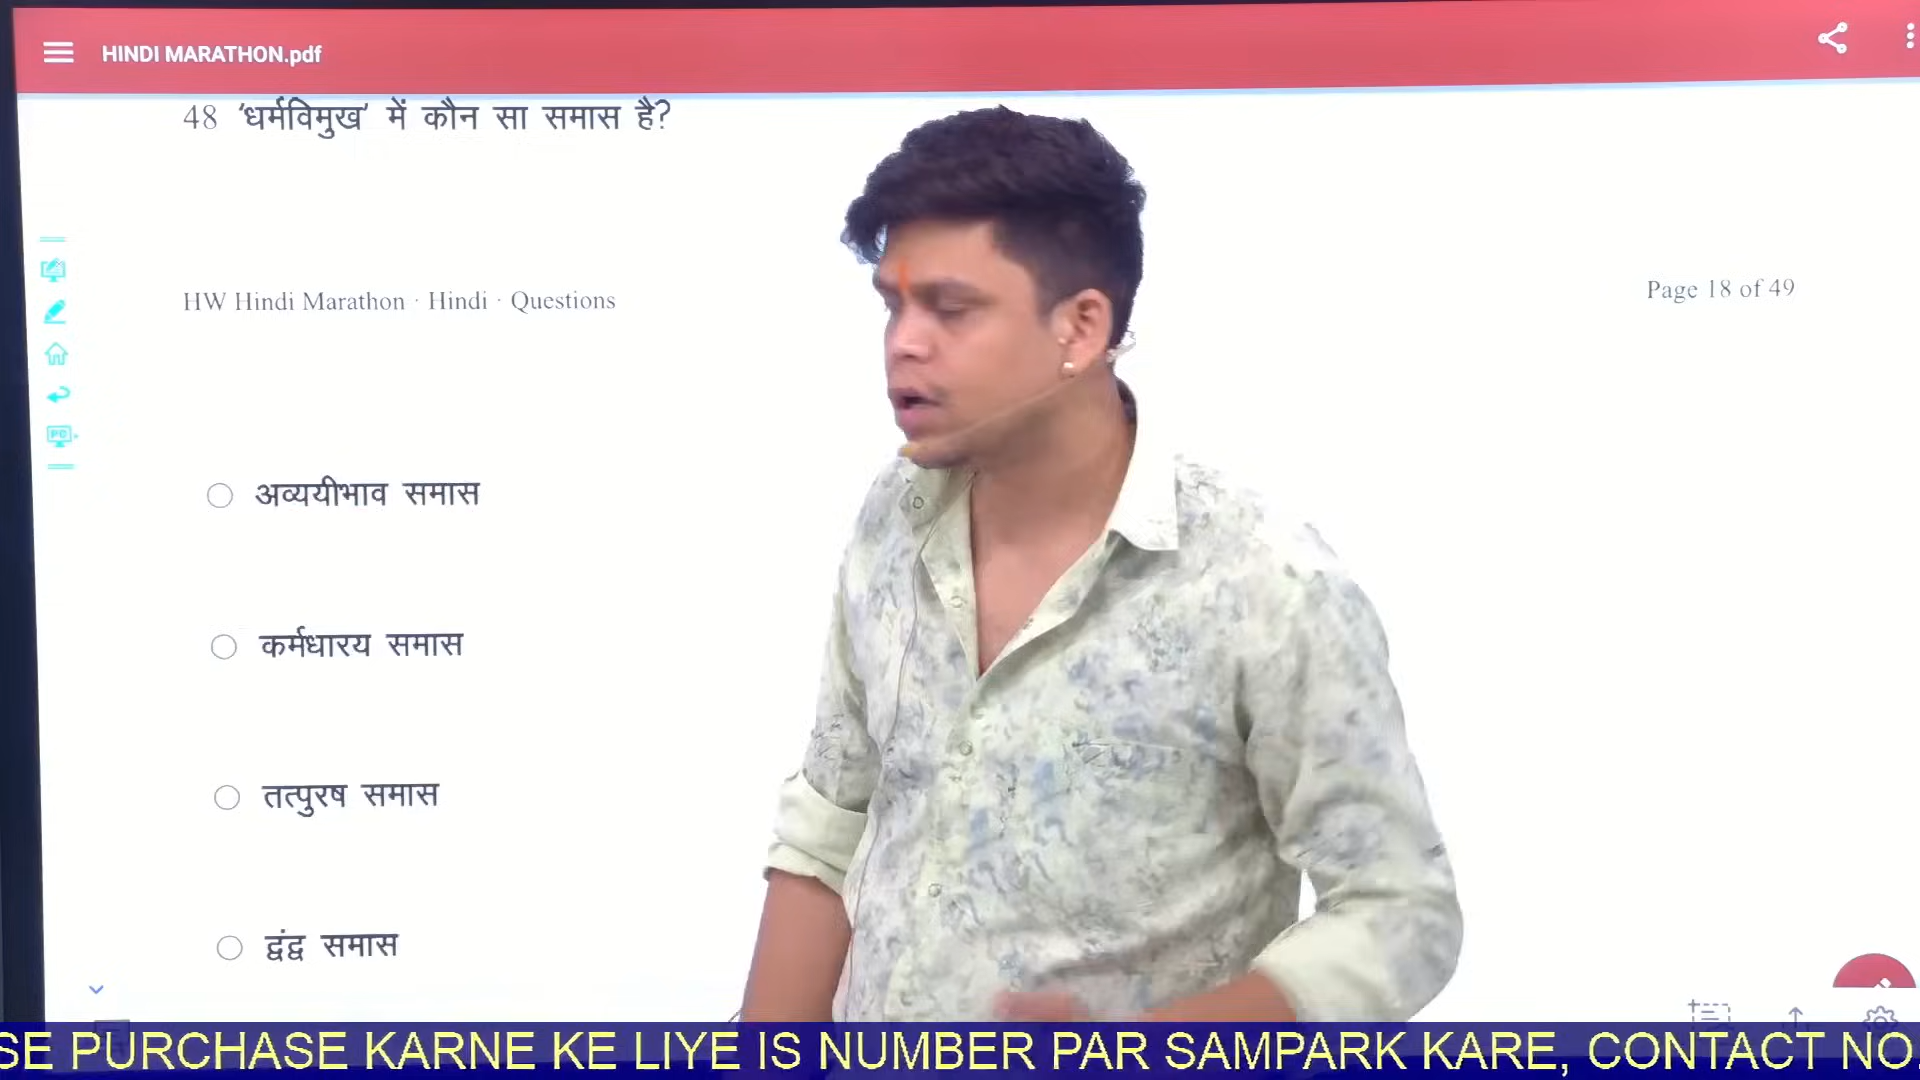 HINDI MARATHON.pdf
48 'धर्मविमुख' में कौन सा समास है?
HW Hindi Marathon · Hindi · Questions
Page 18 of 49
PC
अव्ययीभाव समास
कर्मधारय समास
तत्पुरष समास
द्वंद्व समास
SE PURCHASE KARNE KE LIYE IS NUMBER PAR SAMPARK KARE, CONTACT NO.